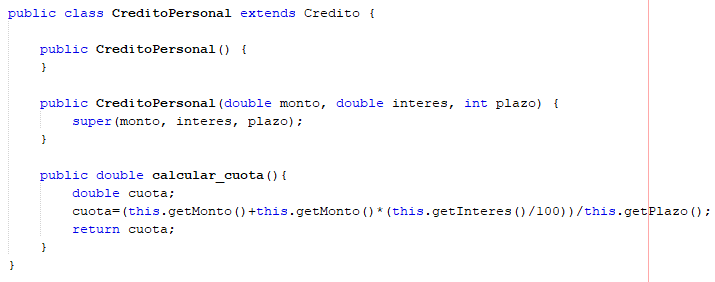 public class CreditoPersonal extends Credito {
public CreditoPersonal() {
}
public CreditoPersonal(double monto, double interes, int plazo) {
super(monto, interes, plazo);
}
public double calcular_cuota(){
double cuota;
cuota=(this.getMonto()+this.getMonto()*(this.getInteres()/100))/this.getPlazo();
return cuota;
}
}